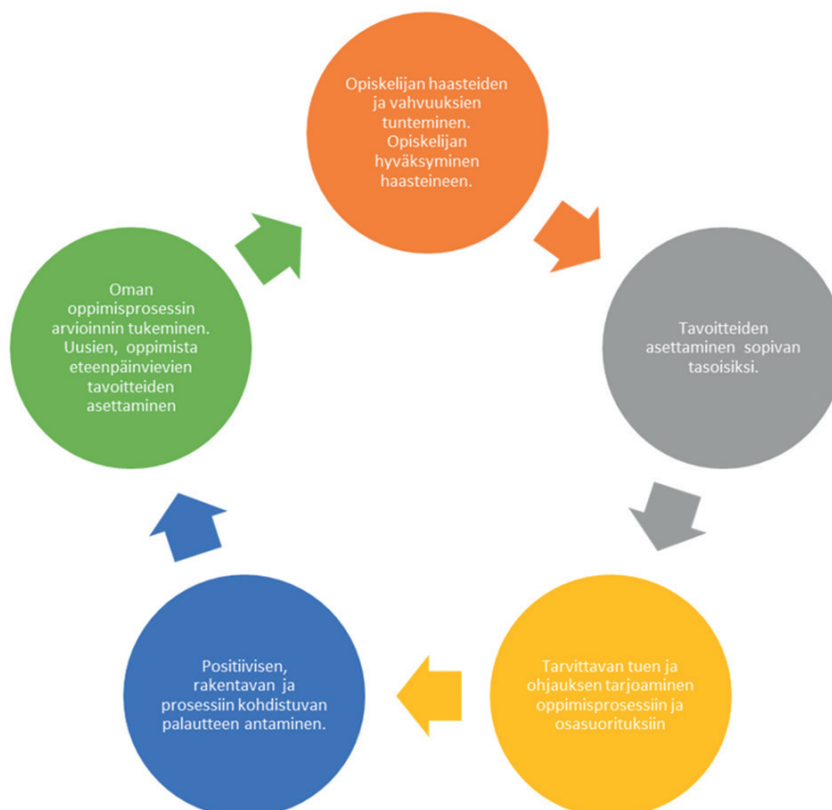 Opiskelijan haasteiden
ja vahvuuksien
tunteminen.
Opiskelijan
hyväksyminen
haasteineen.
Tavoitteiden
asettaminen sopivan
tasoisiksi.
Tarvittavan tuen ja
ohjauksen tarjoaminen
oppimisprosessiin ja
osasuorituksiin
Positiivisen,
rakentavan ja
prosessiin kohdistuvan
palautteen antaminen.
Oman
oppimisprosessin
arvioinnin tukeminen.
Uusien, oppimista
eteenpäinvievien
tavoitteiden
asettaminen